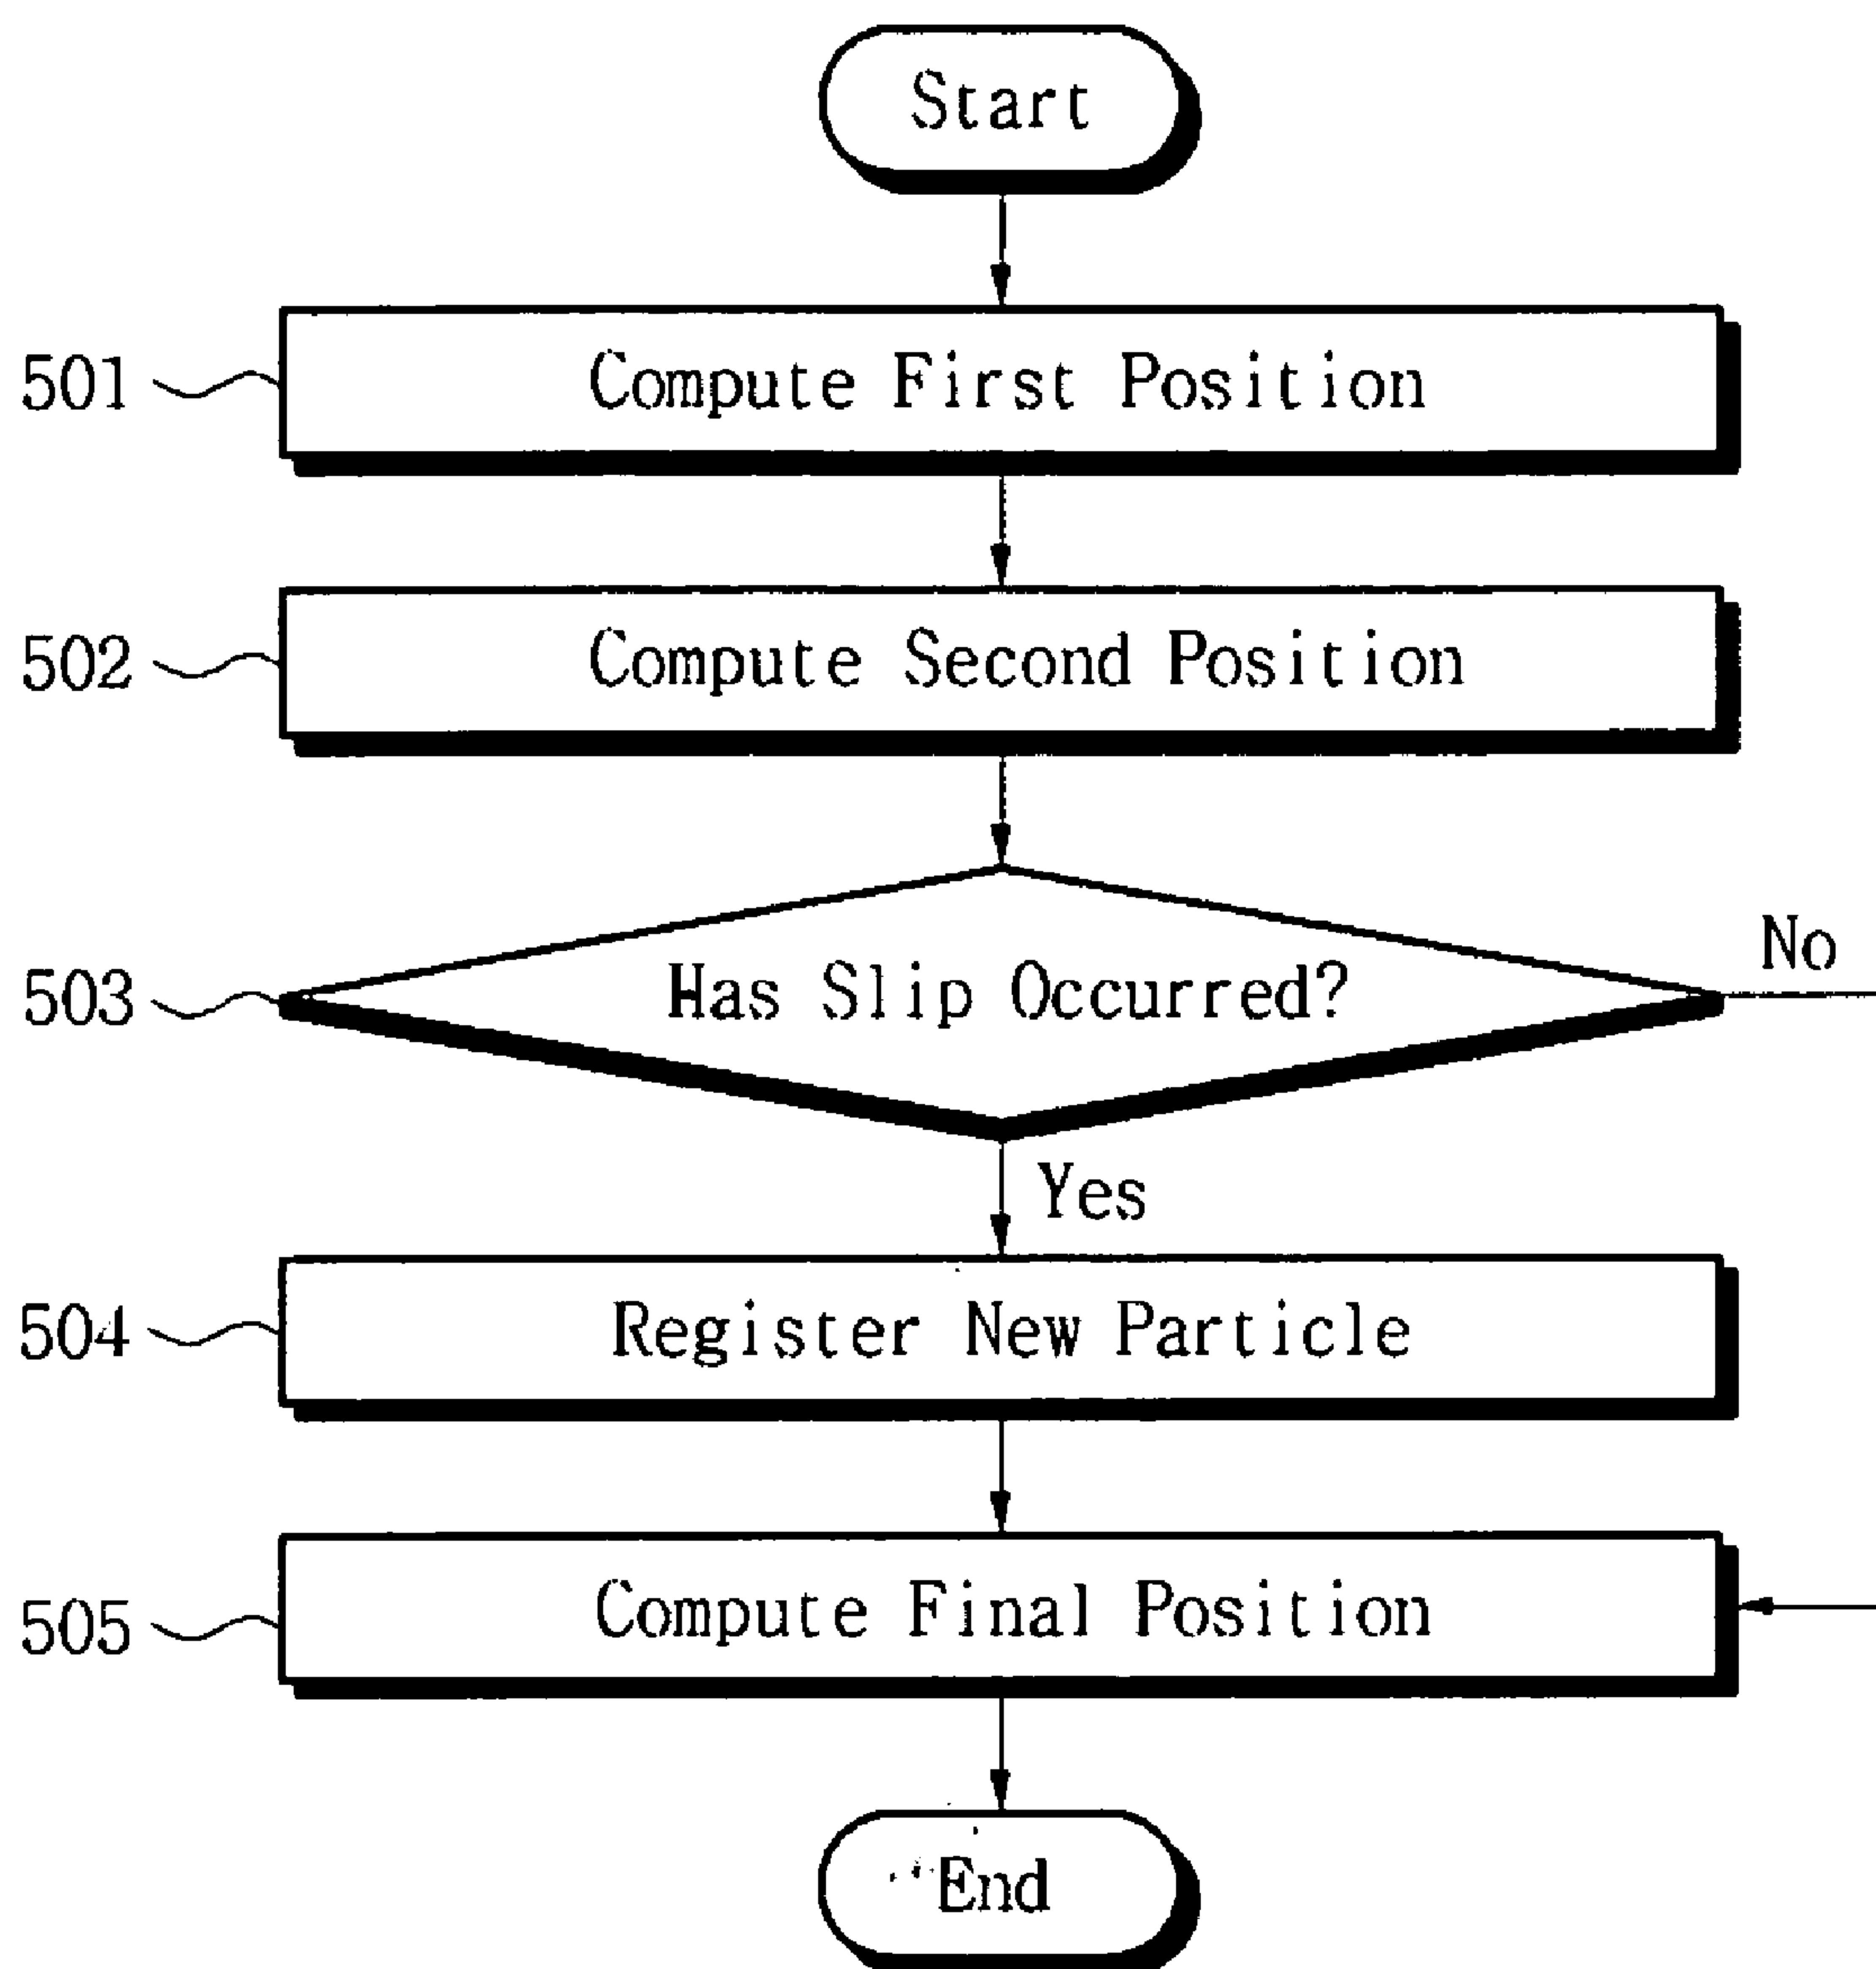 Start
501 Compute First Position
502 Compute Second Position
503 Has Slip Occurred? No
Yes
504 Register New Particle
505 Compute Final Position
End